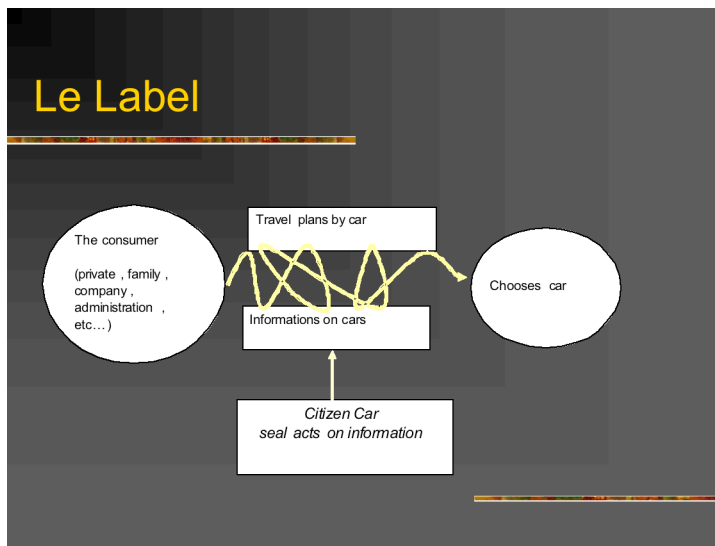 Le Label
The consumer
(private , family ,
company ,
administration ,
etc…)
Travel plans by car
Informations on cars
Chooses car
Citizen Car
seal acts on information